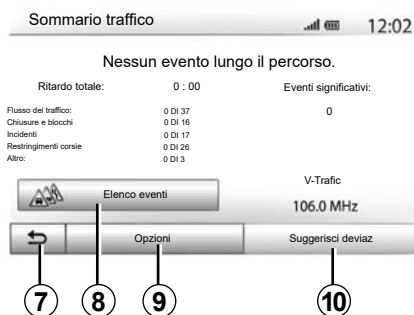 Sommario traffico 12:02
Nessun evento lungo il percorso.
Ritardo totale: 0 : 00 Eventi significativi:
Flusso del traffico: 0 DI 37 0
Chiusure e blocchi 0 DI 16
Incidenti 0 DI 17
Restringimenti corsie 0 DI 26
Altro: 0 DI 3
V-Trafic
Elenco eventi 106.0 MHz
Opzioni Suggerisci deviaz
7 8 9 10